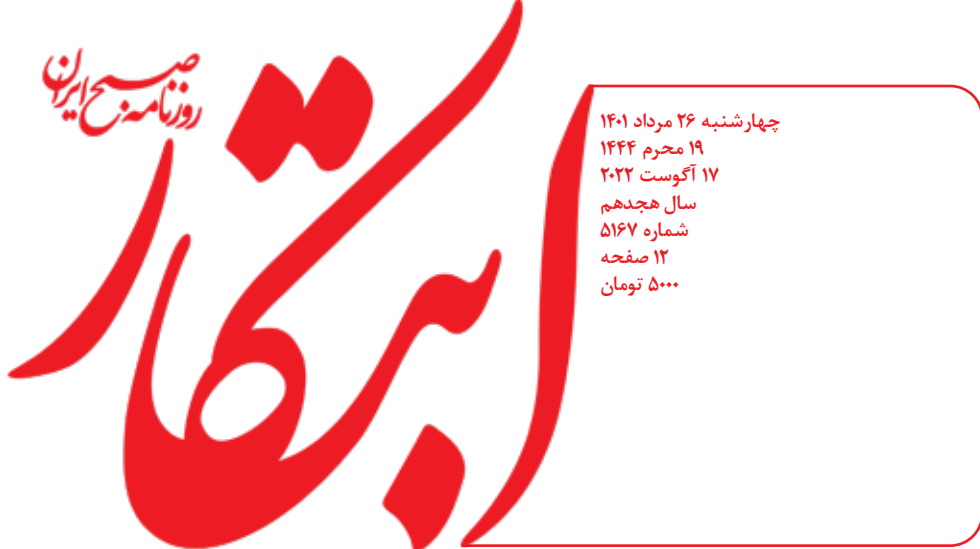 روزنامه صبح ایران
ابتکار
چهارشنبه ۲۶ مرداد ۱۴۰۱
۱۹ محرم ۱۴۴۴
۱۷ آگوست ۲۰۲۲
سال هجدهم
شماره ۵۱۶۷
۱۲ صفحه
۵۰۰۰ تومان